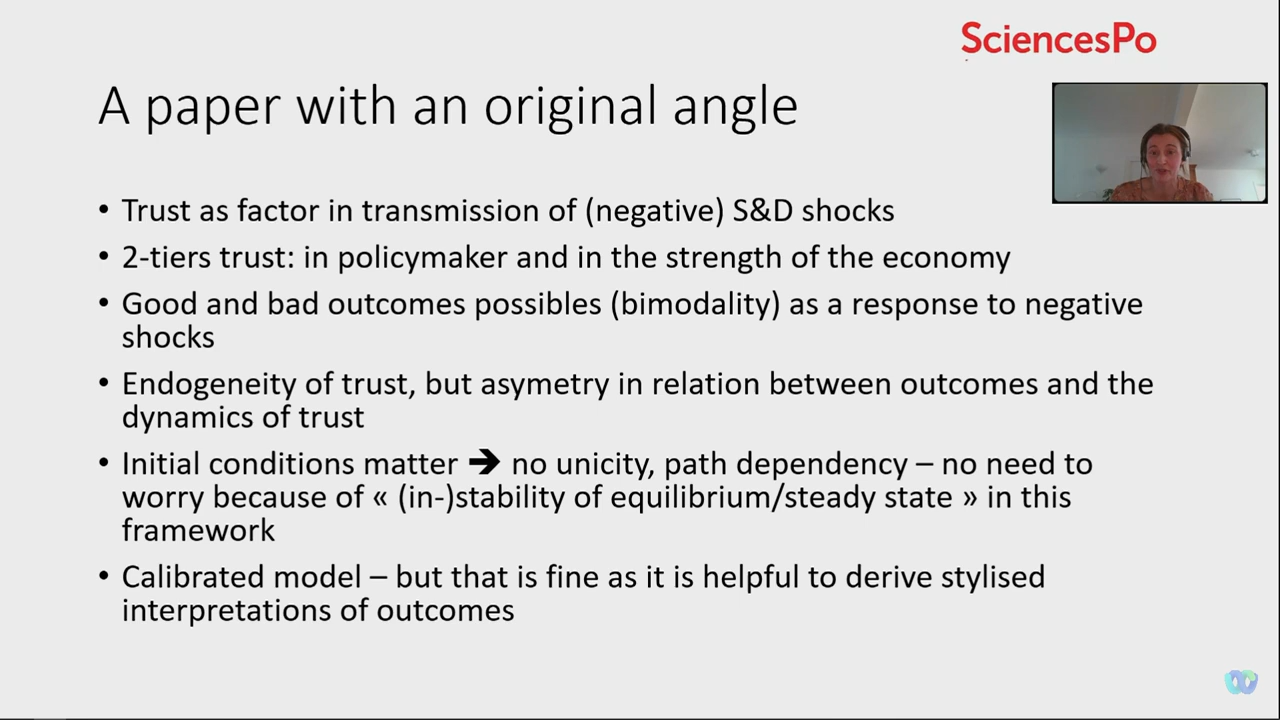 SciencesPo
A paper with an original angle
• Trust as factor in transmission of (negative) S&D shocks
• 2-tiers trust: in policymaker and in the strength of the economy
• Good and bad outcomes possibles (bimodality) as a response to negative
shocks
• Endogeneity of trust, but asymetry in relation between outcomes and the
dynamics of trust
• Initial conditions matter 🡺 no unicity, path dependency – no need to
worry because of « (in-)stability of equilibrium/steady state » in this
framework
• Calibrated model – but that is fine as it is helpful to derive stylised
interpretations of outcomes